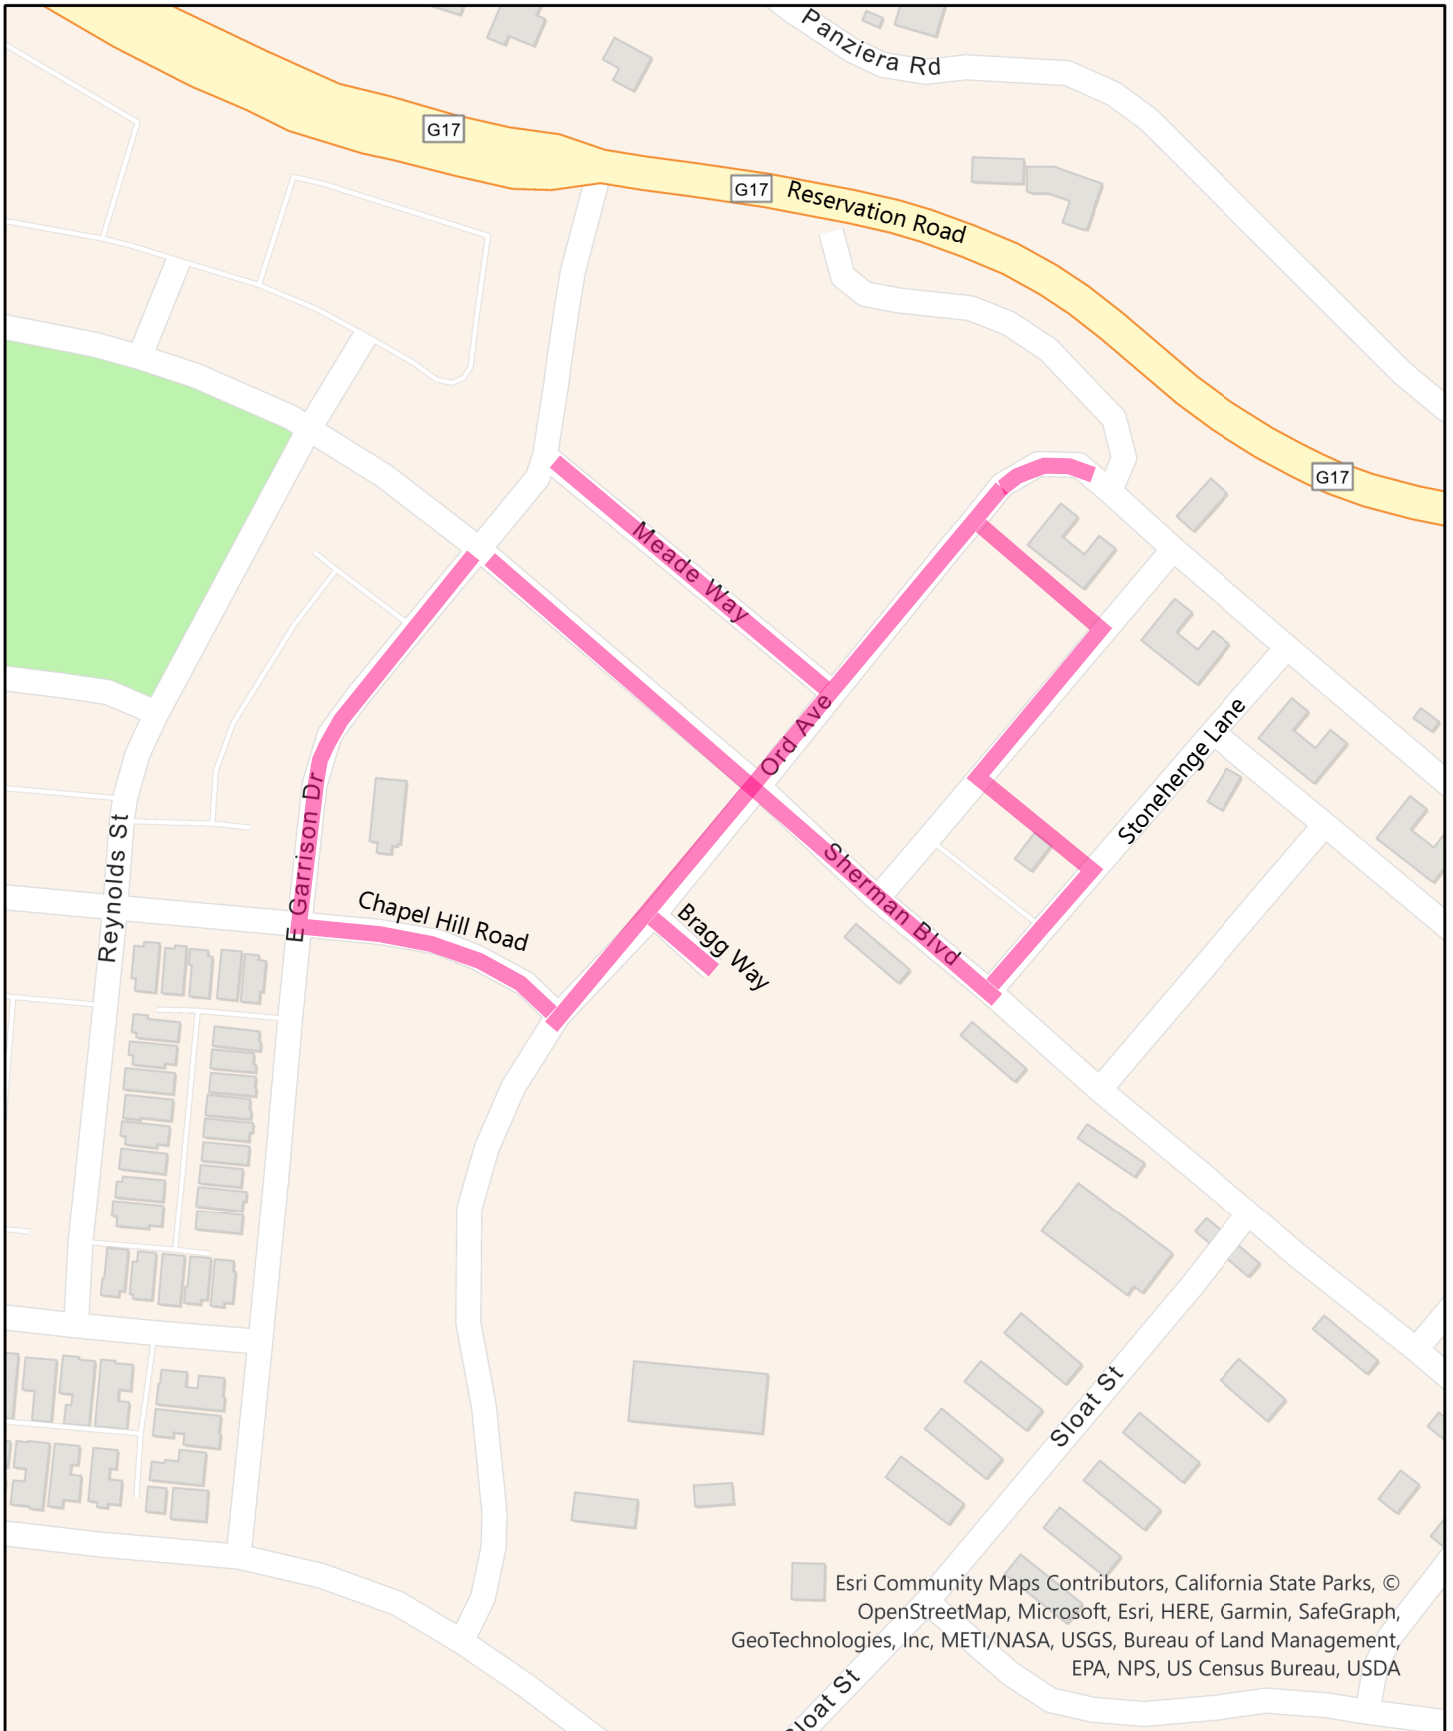 Panziera Rd
G17
G17
Reservation Road
G17
Meade Way
Ord Ave
Stonehenge Lane
E Garrison Dr
Reynolds St
Sherman Blvd
Chapel Hill Road
Bragg Way
Sloat St
Esri Community Maps Contributors, California State Parks, ©
OpenStreetMap, Microsoft, Esri, HERE, Garmin, SafeGraph,
GeoTechnologies, Inc, METI/NASA, USGS, Bureau of Land Management,
EPA, NPS, US Census Bureau, USDA
Sloat St